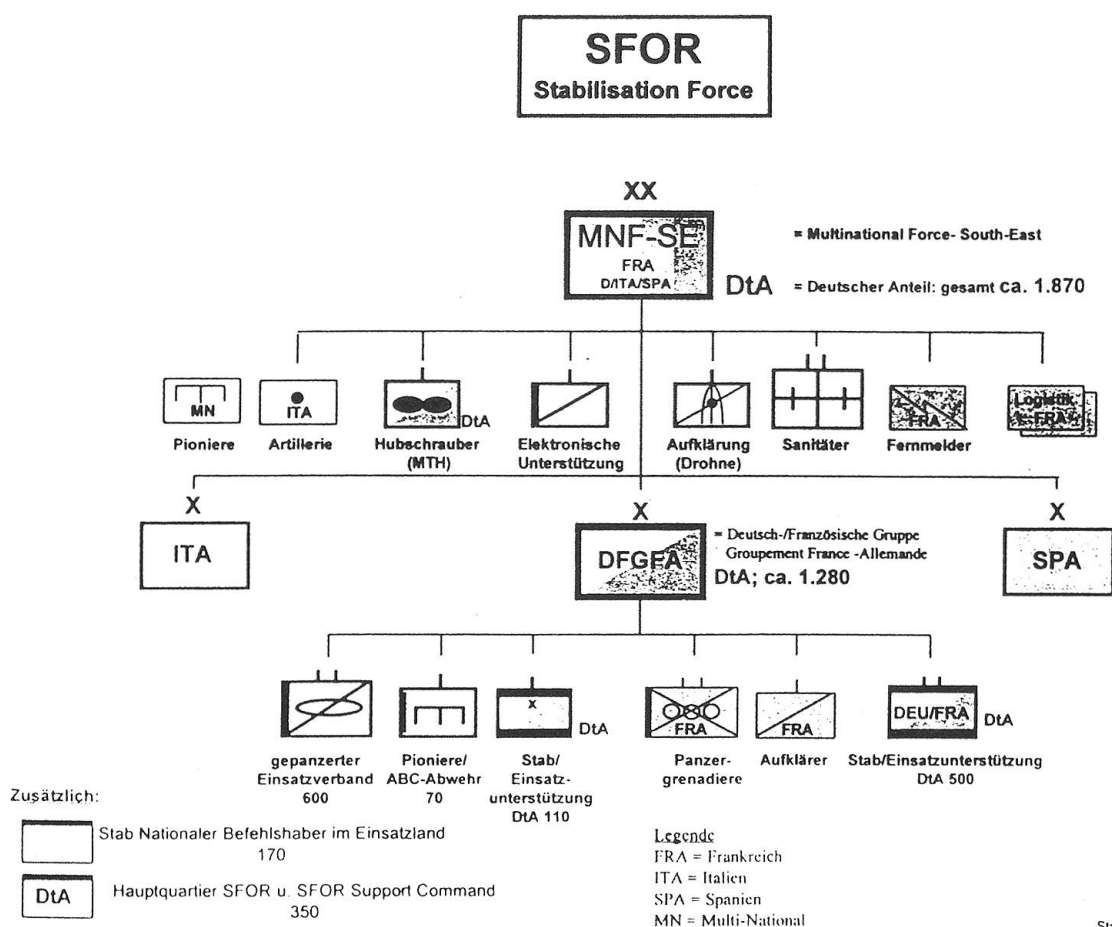 SFOR
Stabilisation Force
XX
MNF-SE
FRA
D/ITA/SPA
= Multinational Force- South-East
DtA = Deutscher Anteil: gesamt ca. 1.870
MN
Pioniere
ITA
Artillerie
DtA
Hubschrauber
(MTH)
Elektronische
Unterstützung
Aufklärung
(Drohne)
Sanitäter
FRA
Fernmelder
Logistik
FRA
X
ITA
X
DFGFA
= Deutsch-/Französische Gruppe
Groupement France -Allemande
DtA; ca. 1.280
X
SPA
gepanzerter
Einsatzverband
600
Pioniere/
ABC-Abwehr
70
x
DtA
Stab/
Einsatz-
unterstützung
DtA 110
FRA
Panzer-
grenadiere
FRA
Aufklärer
DEU/FRA
DtA
Stab/Einsatzunterstützung
DtA 500
Zusätzlich:
Stab Nationaler Befehlshaber im Einsatzland
170
DtA
Hauptquartier SFOR u. SFOR Support Command
350
Legende
FRA = Frankreich
ITA = Italien
SPA = Spanien
MN = Multi-National